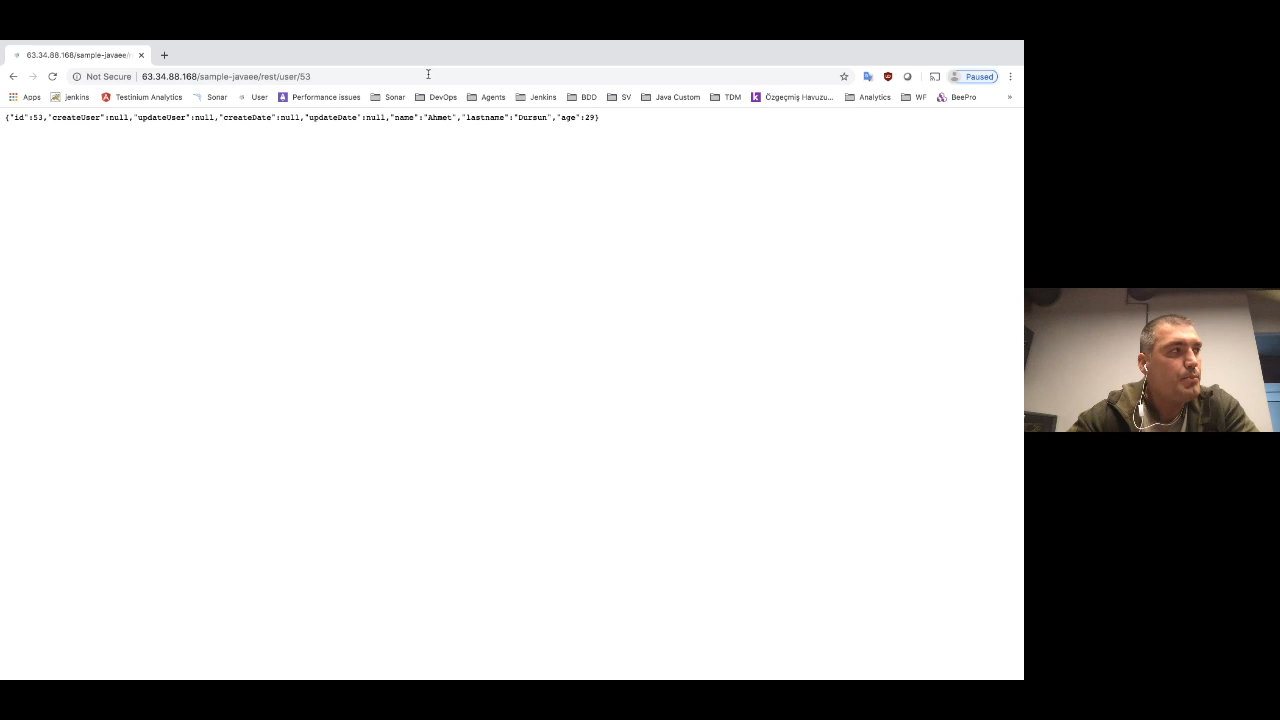 63.34.88.168/sample-javaee/r
Not Secure 63.34.88.168/sample-javaee/rest/user/53 Paused
Apps jenkins Testinium Analytics Sonar User Performance issues Sonar DevOps Agents Jenkins BDD SV Java Custom TDM Özgeçmiş Havuzu... Analytics WF BeePro »
{"id":53,"createUser":null,"updateUser":null,"createDate":null,"updateDate":null,"name":"Ahmet","lastname":"Dursun","age":29}